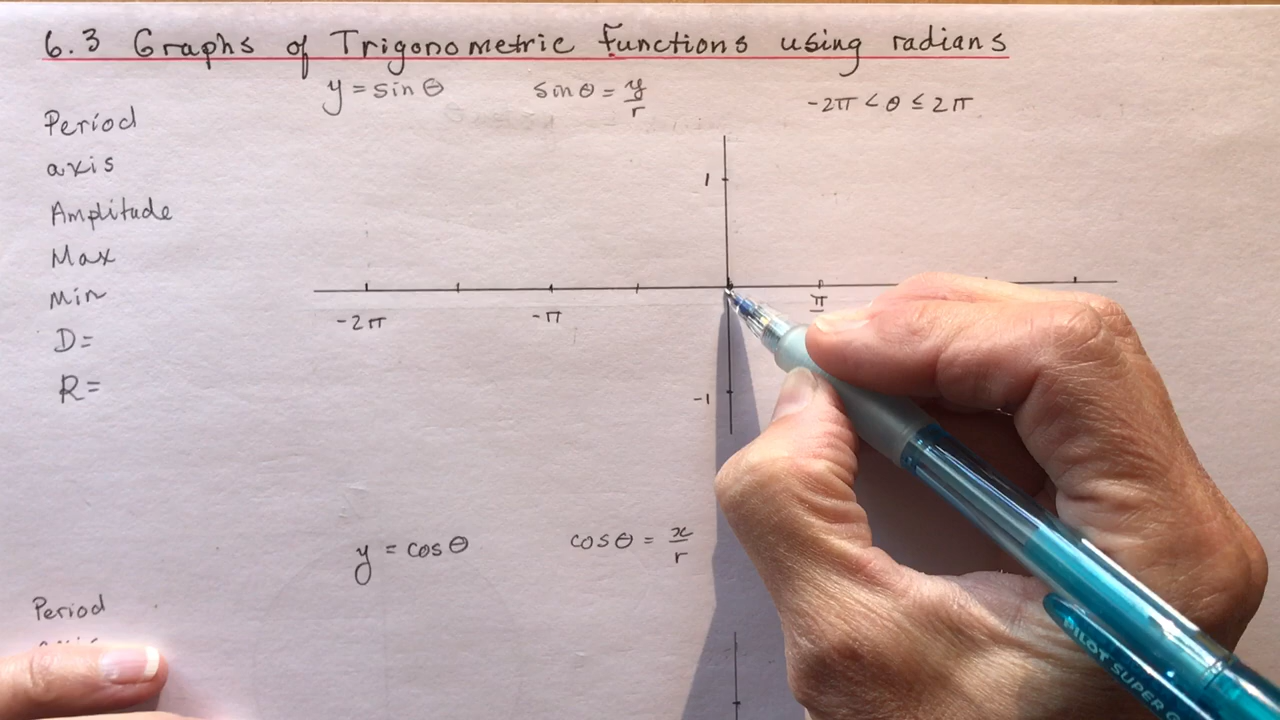 6.3 Graphs of Trigonometric functions using radians
y = sin θ sin θ = y/r -2π < θ ≤ 2π
Period
axis
Amplitude
Max
Min
D=
R=
1
-2π -π π
-1
y = cos θ cos θ = x/r
Period
PILOT SUPER G